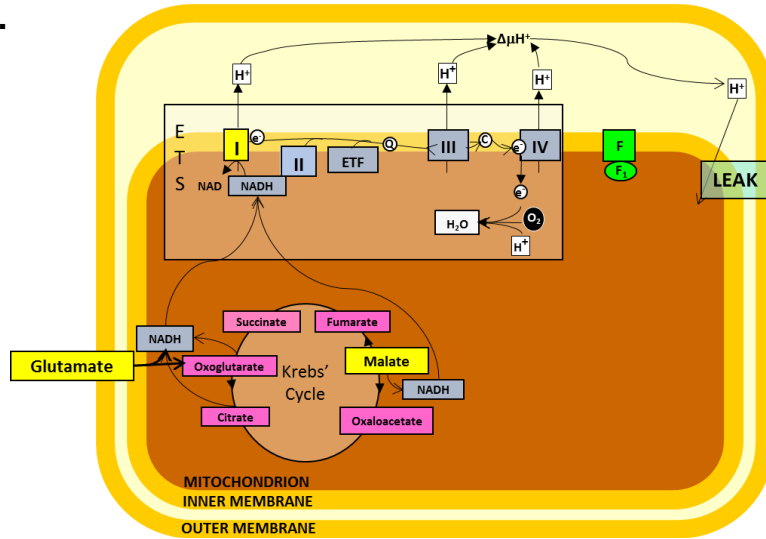 .
ΔμH⁺
H⁺
H⁺
H⁺
H⁺
E
T
S
I
e⁻
II
ETF
Q
III
C
e⁻
IV
F
F₁
LEAK
NAD
NADH
e⁻
H₂O
O₂
H⁺
Succinate
Fumarate
NADH
Glutamate
Oxoglutarate
Krebs'
Cycle
Malate
NADH
Citrate
Oxaloacetate
MITOCHONDRION
INNER MEMBRANE
OUTER MEMBRANE